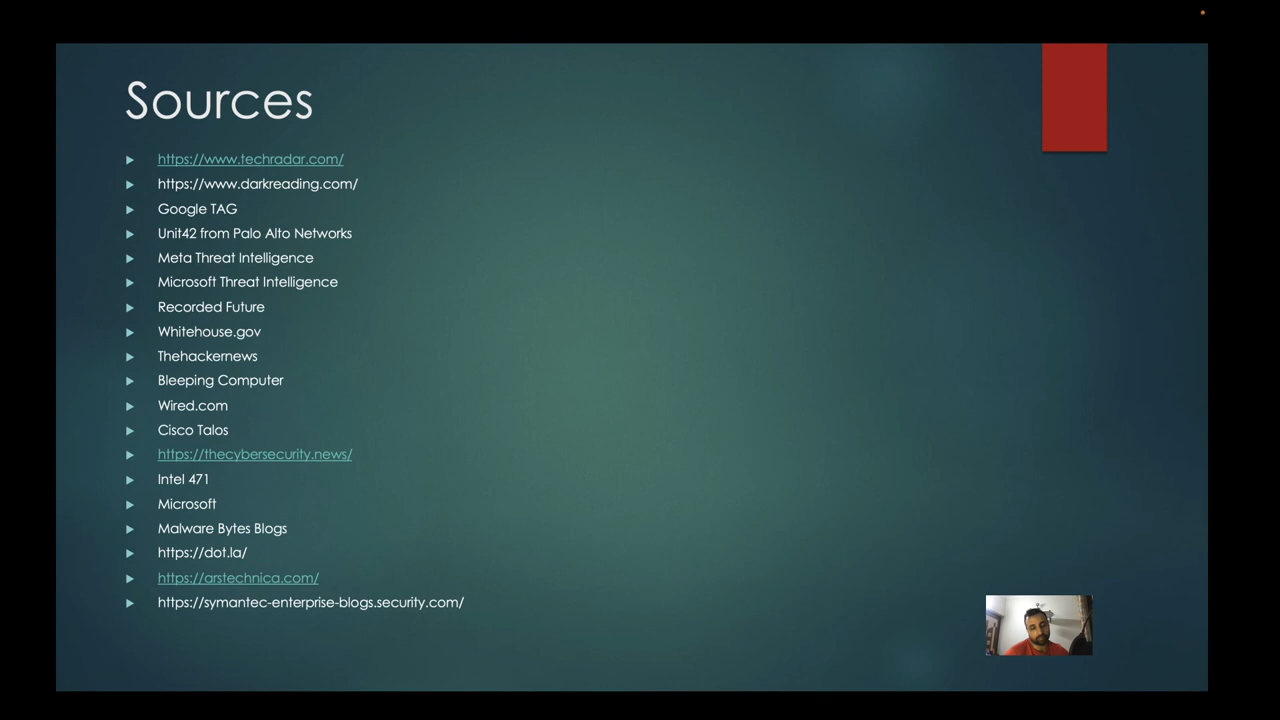 Sources
https://www.techradar.com/
https://www.darkreading.com/
Google TAG
Unit42 from Palo Alto Networks
Meta Threat Intelligence
Microsoft Threat Intelligence
Recorded Future
Whitehouse.gov
Thehackernews
Bleeping Computer
Wired.com
Cisco Talos
https://thecybersecurity.news/
Intel 471
Microsoft
Malware Bytes Blogs
https://dot.la/
https://arstechnica.com/
https://symantec-enterprise-blogs.security.com/